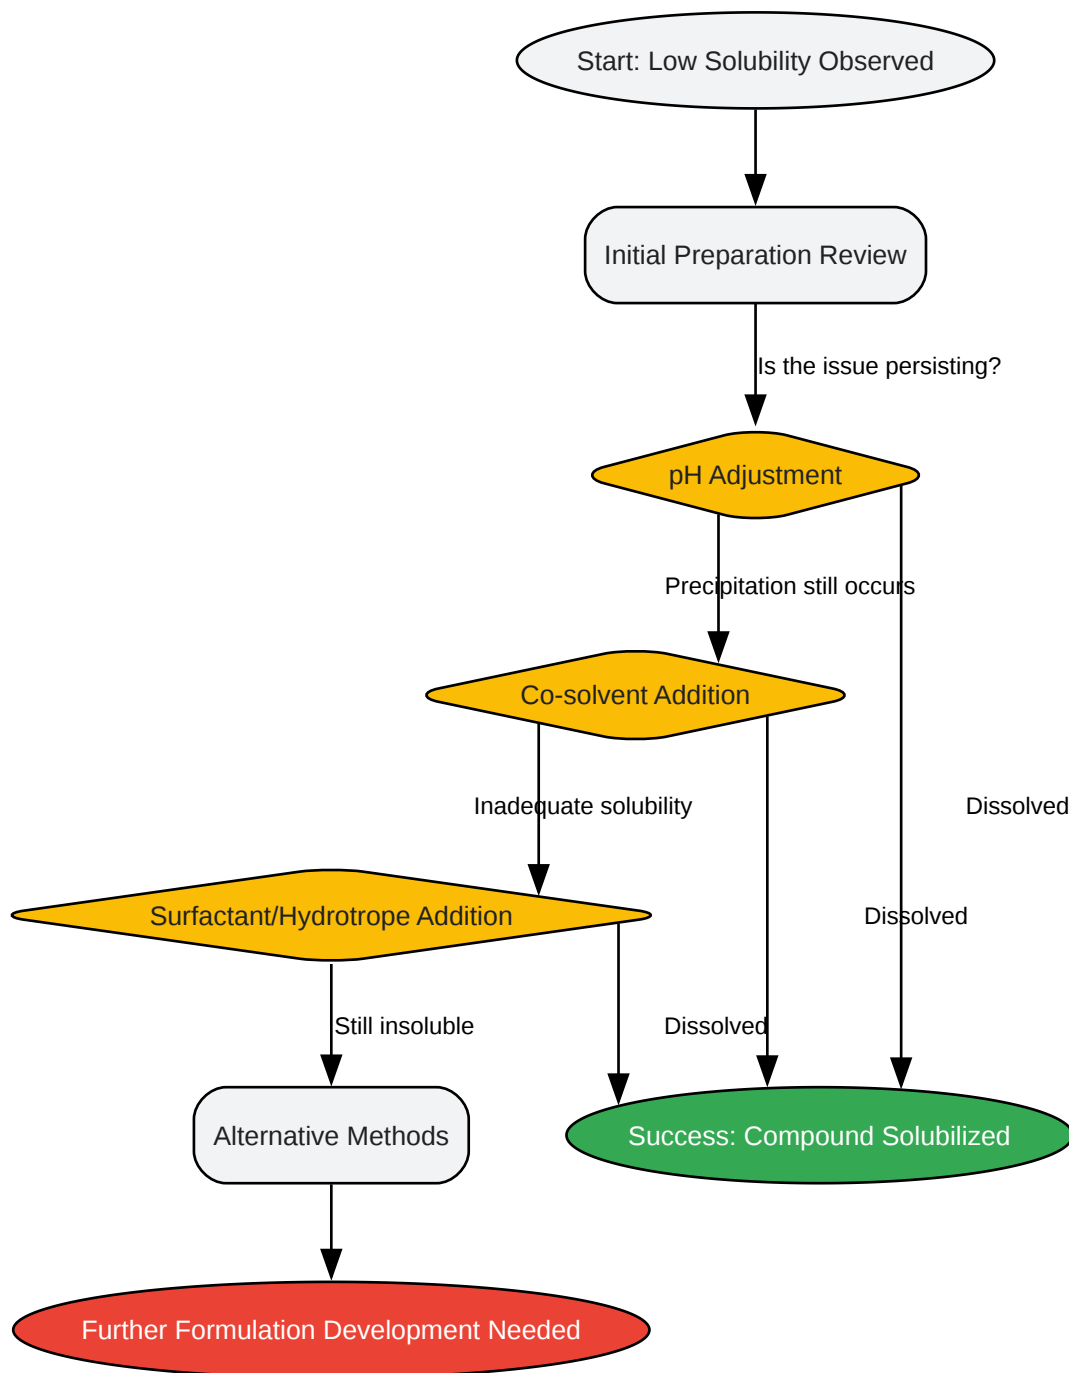 Start: Low Solubility Observed
Initial Preparation Review
Is the issue persisting?
pH Adjustment
Precipitation still occurs
Co-solvent Addition
Inadequate solubility
Dissolved
Surfactant/Hydrotrope Addition
Dissolved
Still insoluble
Dissolved
Alternative Methods
Success: Compound Solubilized
Further Formulation Development Needed